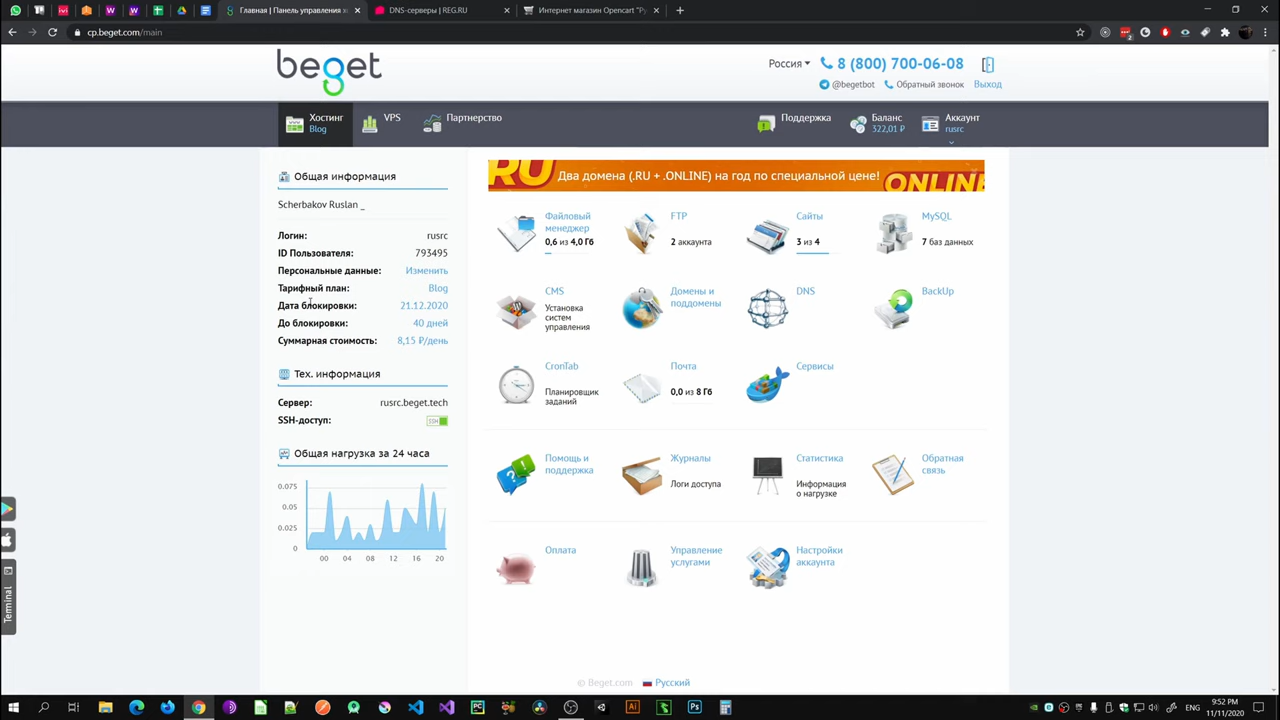 Главная | Панель управления х
DNS-серверы | REG.RU
Интернет магазин Opencart "Ру
cp.beget.com/main
beget
Россия
8 (800) 700-06-08
@begetbot
Обратный звонок
Выход
Хостинг
Blog
VPS
Партнерство
Поддержка
Баланс
322,01 ₽
Аккаунт
rusrc
Общая информация
Scherbakov Ruslan _
Логин: rusrc
ID Пользователя: 793495
Персональные данные: Изменить
Тарифный план: Blog
Дата блокировки: 21.12.2020
До блокировки: 40 дней
Суммарная стоимость: 8,15 ₽/день
Тех. информация
Сервер: rusrc.beget.tech
SSH-доступ: SSH
Общая нагрузка за 24 часа
0.075
0.05
0.025
0
00 04 08 12 16 20
RU Два домена (.RU + .ONLINE) на год по специальной цене! ONLINE
Файловый
менеджер
0,6 из 4,0 Гб
FTP
2 аккаунта
Сайты
3 из 4
MySQL
7 баз данных
CMS
Установка
систем
управления
Домены и
поддомены
DNS
BackUp
CronTab
Планировщик
заданий
Почта
0,0 из 8 Гб
Сервисы
Помощь и
поддержка
Журналы
Логи доступа
Статистика
Информация
о нагрузке
Обратная
связь
Оплата
Управление
услугами
Настройки
аккаунта
Terminal
© Beget.com
Русский
ENG
9:52 PM
11/11/2020